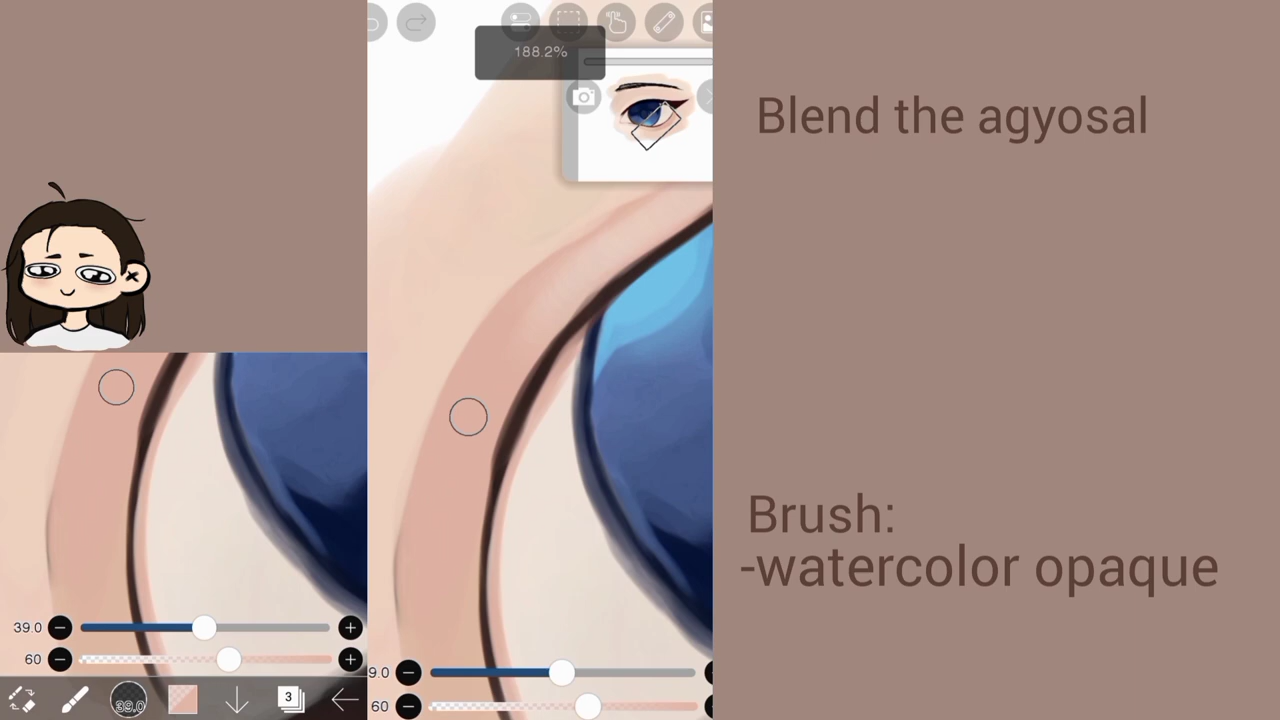 188.2%
Blend the agyosal
Brush:
-watercolor opaque
39.0
60
39.0
3
9.0
60